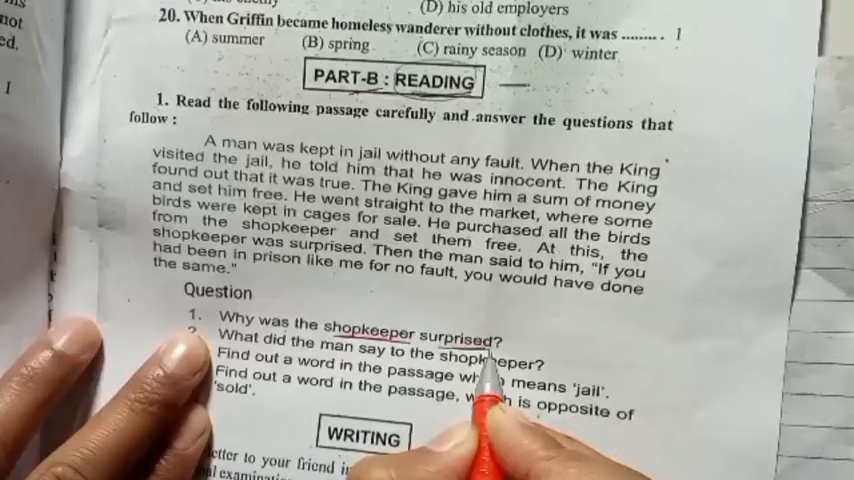 not
ed.
1
(D) his old employers
20. When Griffin became homeless wanderer without clothes, it was ......... . 1
(A) summer (B) spring (C) rainy season (D) winter
PART-B : READING
1. Read the following passage carefully and answer the questions that
follow :
A man was kept in jail without any fault. When the King
visited the jail, he told him that he was innocent. The King
found out that it was true. The King gave him a sum of money
and set him free. He went straight to the market, where some
birds were kept in cages for sale. He purchased all the birds
from the shopkeeper and set them free. At this, the
shopkeeper was surprised. Then the man said to him, "If you
had been in prison like me for no fault, you would have done
the same."
Question
1. Why was the shopkeeper surprised?
What did the man say to the shopkeeper?
Find out a word in the passage means 'jail'.
Find out a word in the passage, is opposite of
'sold'.
WRITING
etter to your friend